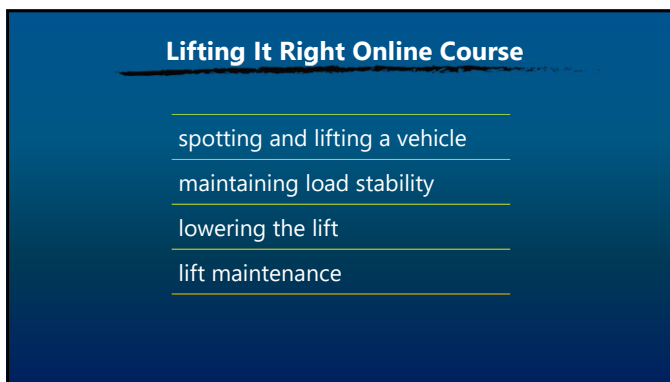 Lifting It Right Online Course
spotting and lifting a vehicle
maintaining load stability
lowering the lift
lift maintenance